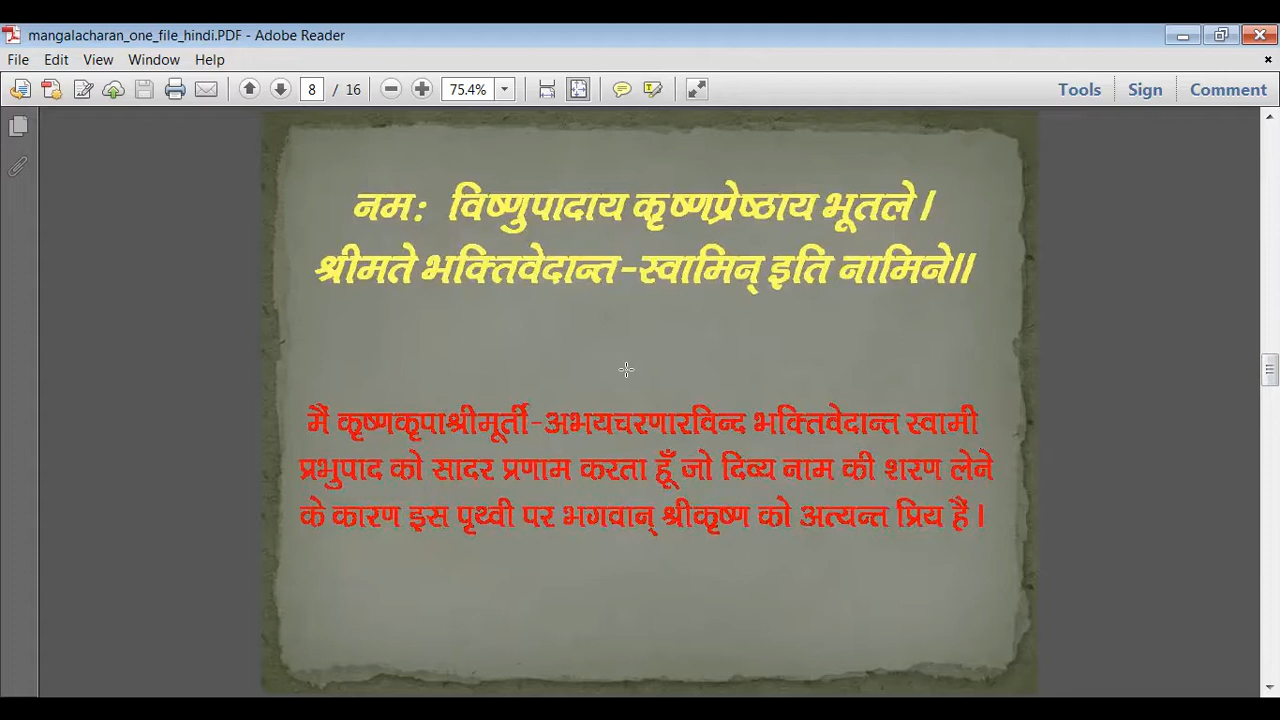 mangalacharan_one_file_hindi.PDF - Adobe Reader
File Edit View Window Help
8 / 16 75.4% Tools Sign Comment
नमः विष्णुपादाय कृष्णप्रेष्ठाय भूतले।
श्रीमते भक्तिवेदान्त-स्वामिन् इति नामिने॥
मैं कृष्णकृपाश्रीमूर्ती-अभयचरणारविन्द भक्तिवेदान्त स्वामी
प्रभुपाद को सादर प्रणाम करता हूँ जो दिव्य नाम की शरण लेने
के कारण इस पृथ्वी पर भगवान् श्रीकृष्ण को अत्यन्त प्रिय हैं।